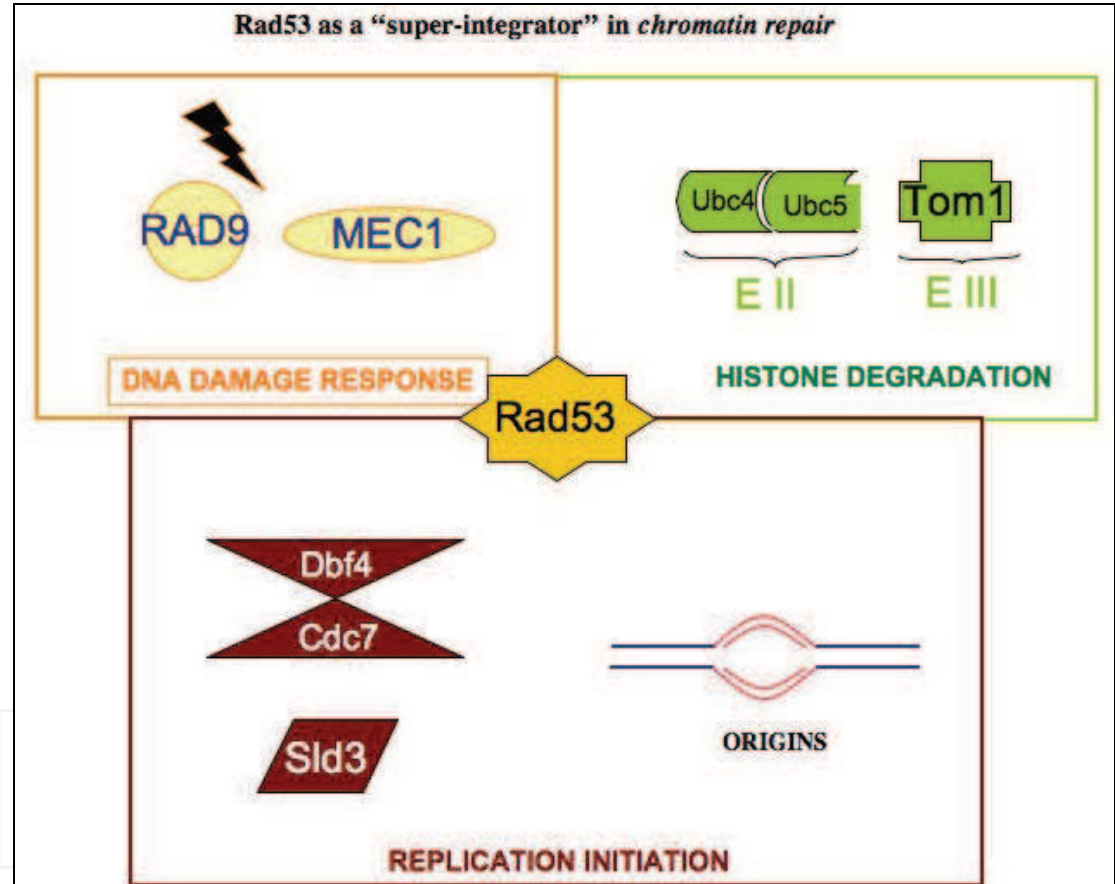 Rad53 as a “super-integrator” in chromatin repair
RAD9
MEC1
DNA DAMAGE RESPONSE
Ubc4
Ubc5
Tom1
E II
E III
HISTONE DEGRADATION
Rad53
Dbf4
Cdc7
Sld3
ORIGINS
REPLICATION INITIATION